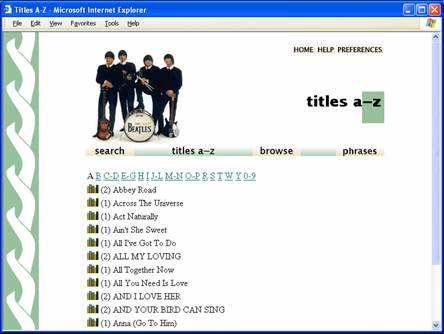 Titles A-Z - Microsoft Internet Explorer
File Edit View Favorites Tools Help
HOME HELP PREFERENCES
THE BEATLES
titles a–z
search titles a–z browse phrases
A B C-D E-G H I J-L M-N O-P R S T W Y 0-9
(2) Abbey Road
(1) Across The Universe
(1) Act Naturally
(1) Ain't She Sweet
(1) All I've Got To Do
(2) ALL MY LOVING
(1) All Together Now
(1) All You Need Is Love
(2) AND I LOVE HER
(2) AND YOUR BIRD CAN SING
(1) Anna (Go To Him)